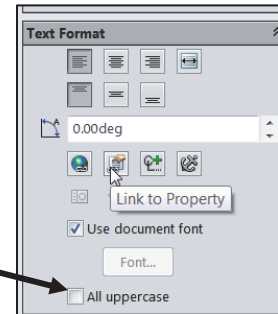 Text Format
0.00deg
Link to Property
Use document font
Font...
All uppercase